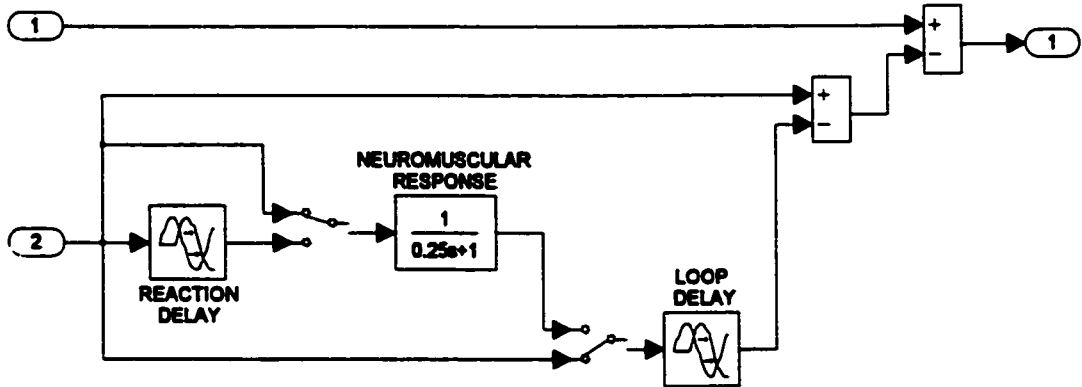 1
+
−
1
+
−
NEUROMUSCULAR
RESPONSE
1
0.25s+1
2
REACTION
DELAY
LOOP
DELAY